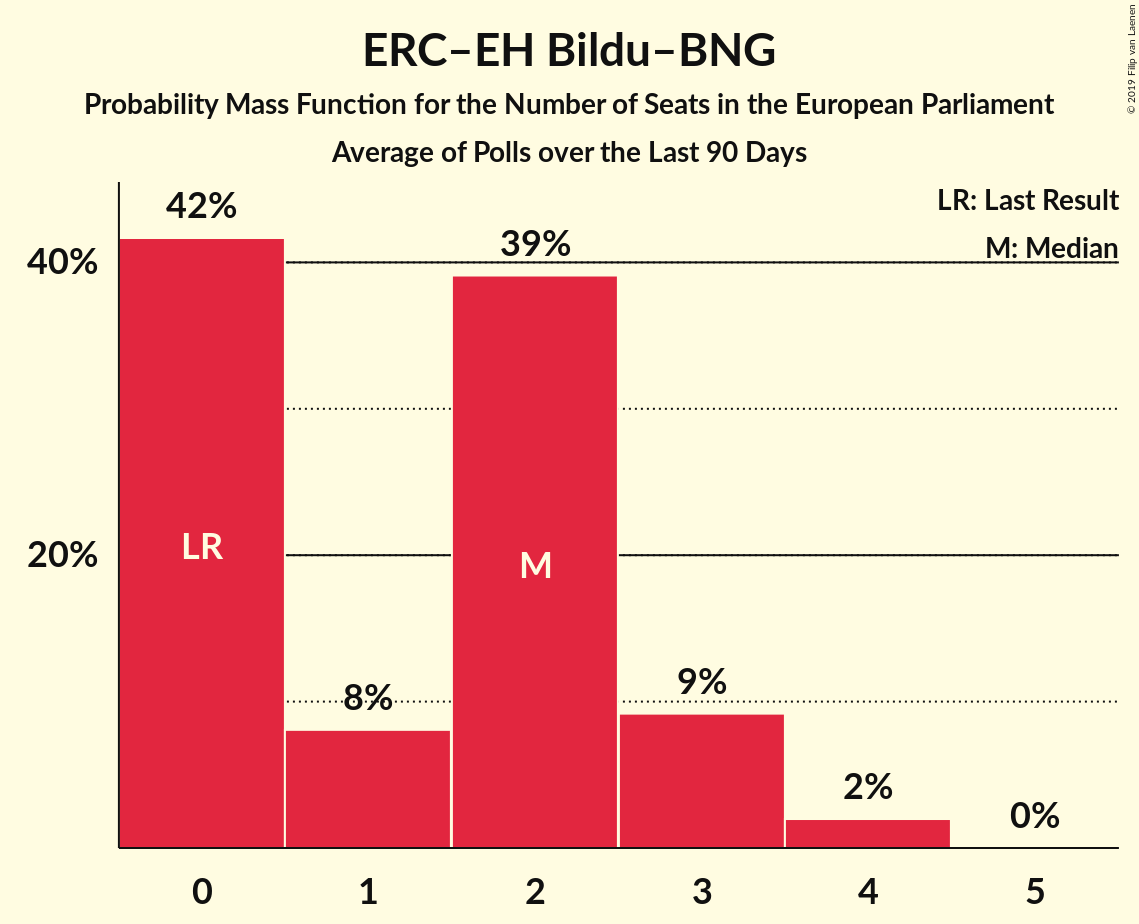 ERC–EH Bildu–BNG
Probability Mass Function for the Number of Seats in the European Parliament
Average of Polls over the Last 90 Days
© 2019 Filip van Laenen
LR: Last Result
M: Median
42%
39%
40%
LR
M
20%
8%
9%
2%
0%
0 1 2 3 4 5